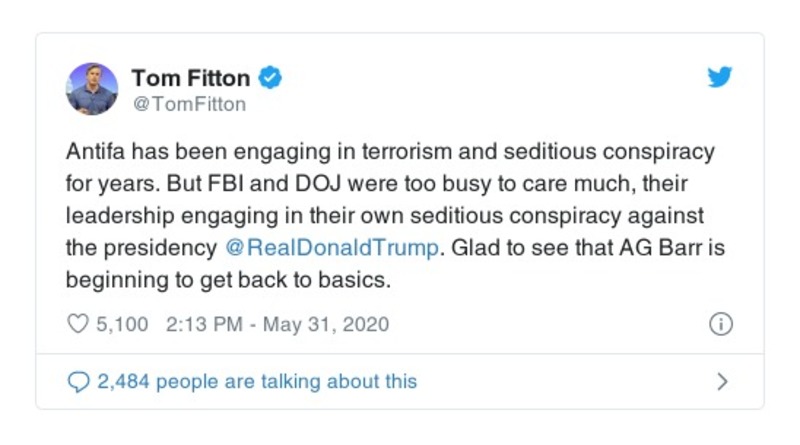 Tom Fitton
@TomFitton
Antifa has been engaging in terrorism and seditious conspiracy
for years. But FBI and DOJ were too busy to care much, their
leadership engaging in their own seditious conspiracy against
the presidency @RealDonaldTrump. Glad to see that AG Barr is
beginning to get back to basics.
5,100 2:13 PM - May 31, 2020
2,484 people are talking about this